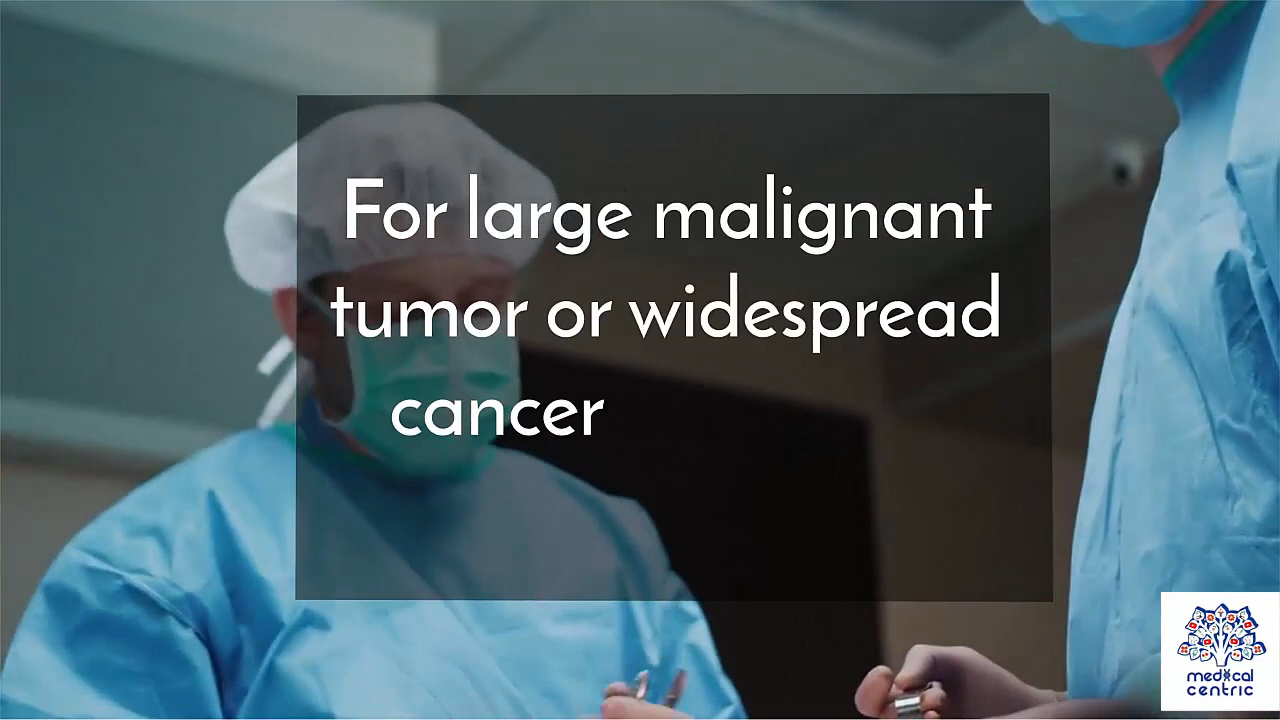 For large malignant
tumor or widespread
cancer
medical
centric